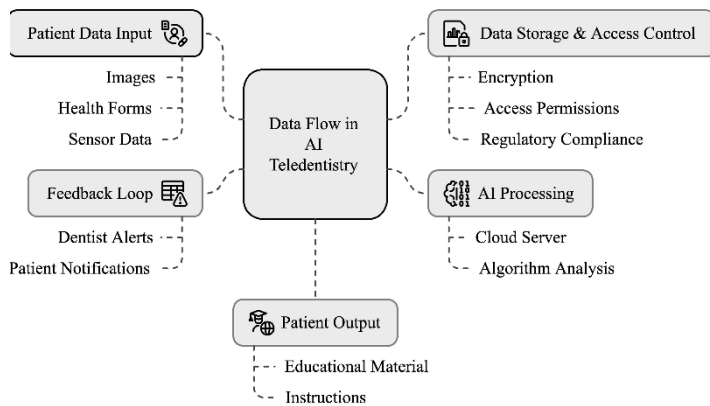 Patient Data Input
Images
Health Forms
Sensor Data
Feedback Loop
Dentist Alerts
Patient Notifications
Data Flow in
AI
Teledentistry
Data Storage & Access Control
Encryption
Access Permissions
Regulatory Compliance
AI Processing
Cloud Server
Algorithm Analysis
Patient Output
Educational Material
Instructions